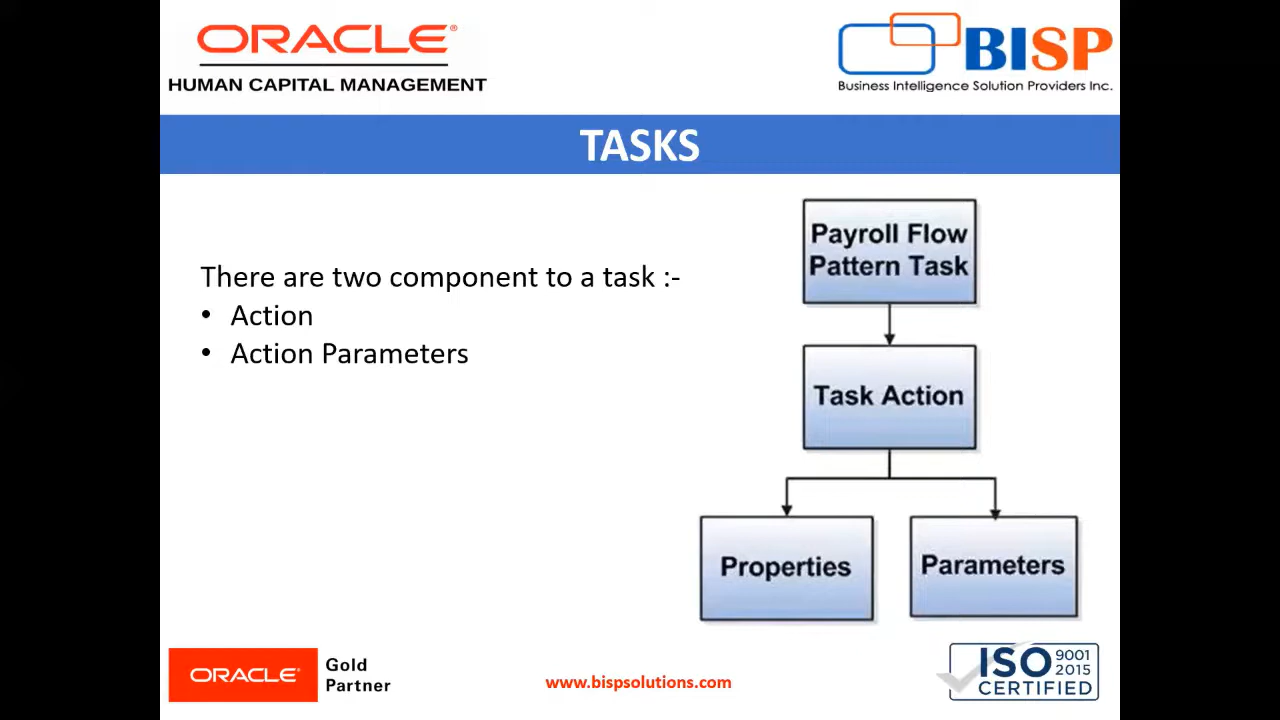 ORACLE®
HUMAN CAPITAL MANAGEMENT
BISP
Business Intelligence Solution Providers Inc.
TASKS
There are two component to a task :-
• Action
• Action Parameters
Payroll Flow
Pattern Task
Task Action
Properties
Parameters
ORACLE®
Gold
Partner
www.bispsolutions.com
ISO 9001
2015
CERTIFIED